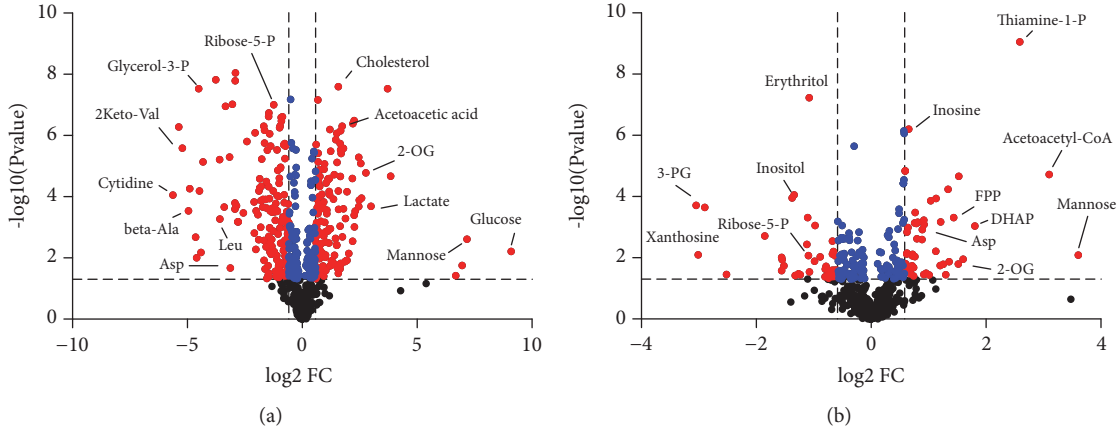 10
8
6
4
2
0
-log10(Pvalue)
Ribose-5-P
Glycerol-3-P
Cholesterol
2Keto-Val
Acetoacetic acid
2-OG
Cytidine
Lactate
beta-Ala
Glucose
Leu
Mannose
Asp
−10
−5
0
5
10
log2 FC
(a)
10
8
6
4
2
0
-log10(Pvalue)
Thiamine-1-P
Erythritol
Inosine
Acetoacetyl-CoA
3-PG
Inositol
FPP
Mannose
Ribose-5-P
DHAP
Xanthosine
Asp
2-OG
−4
−2
0
2
4
log2 FC
(b)